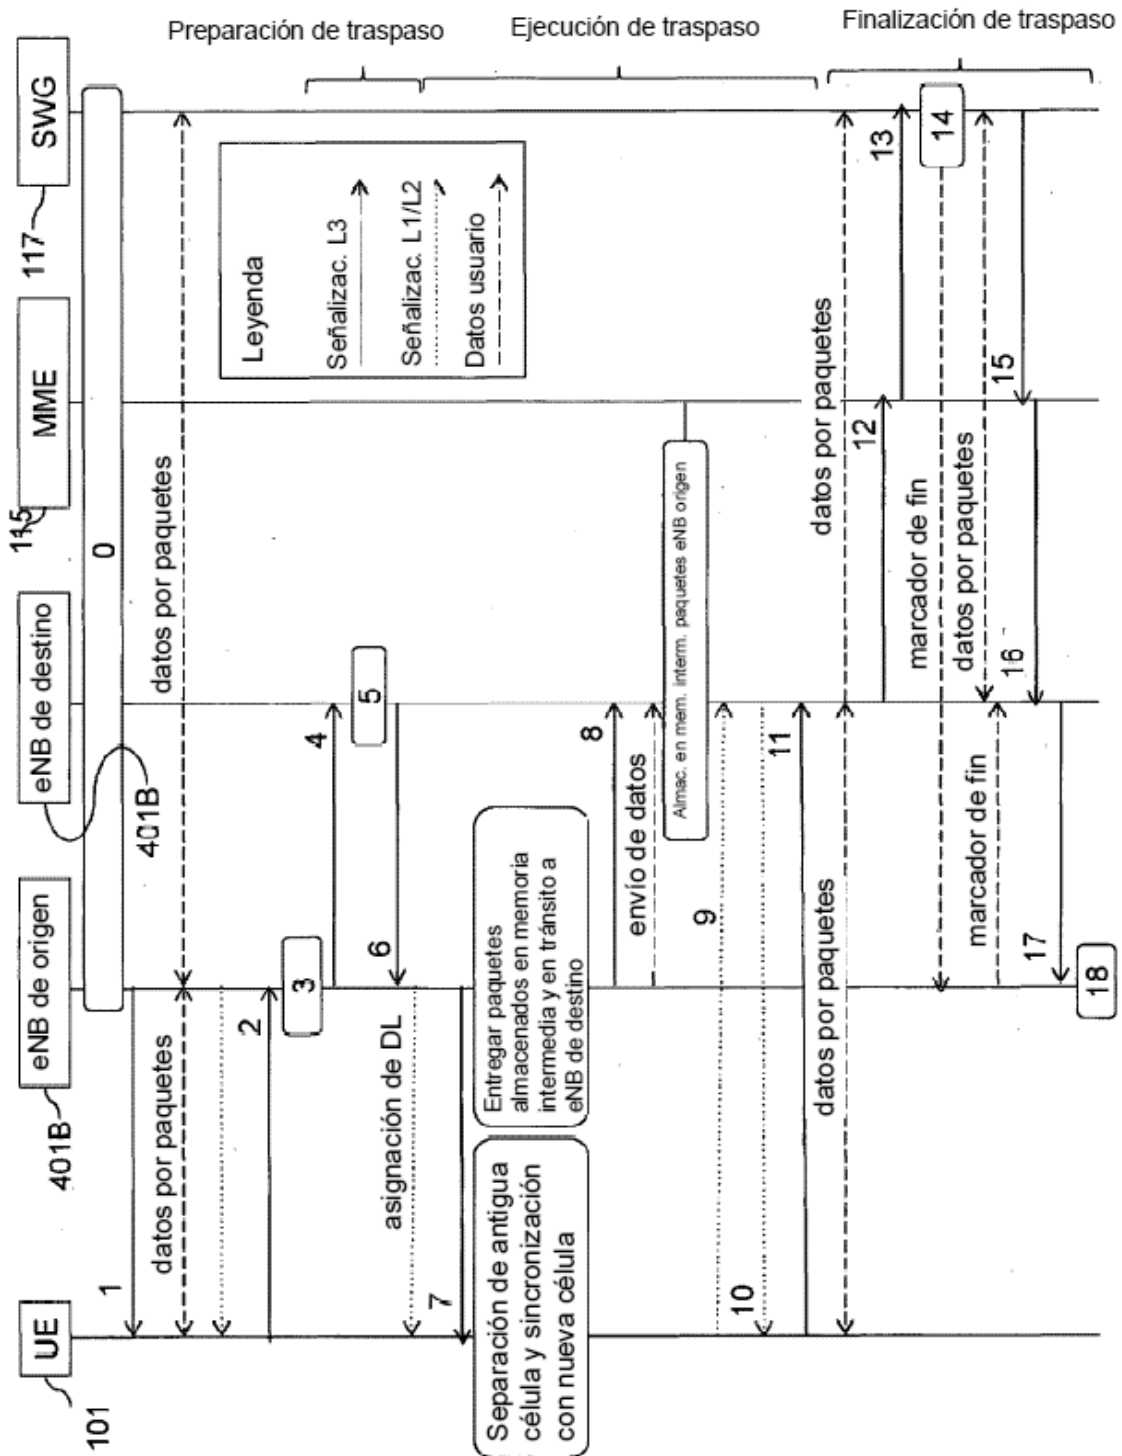 Preparación de traspaso
Ejecución de traspaso
Finalización de traspaso
UE
101
eNB de origen
401B
eNB de destino
401B
MME
115
SWG
117
0
1
datos por paquetes
datos por paquetes
2
3
4
5
6
asignación de DL
7
Leyenda
Señalizac. L3
Señalizac. L1/L2
Datos usuario
Separación de antigua
célula y sincronización
con nueva célula
Entregar paquetes
almacenados en memoria
intermedia y en tránsito a
eNB de destino
8
envío de datos
Almac. en mem. interm. paquetes eNB origen
9
10
11
datos por paquetes
datos por paquetes
12
13
14
marcador de fin
datos por paquetes
marcador de fin
15
16
17
18